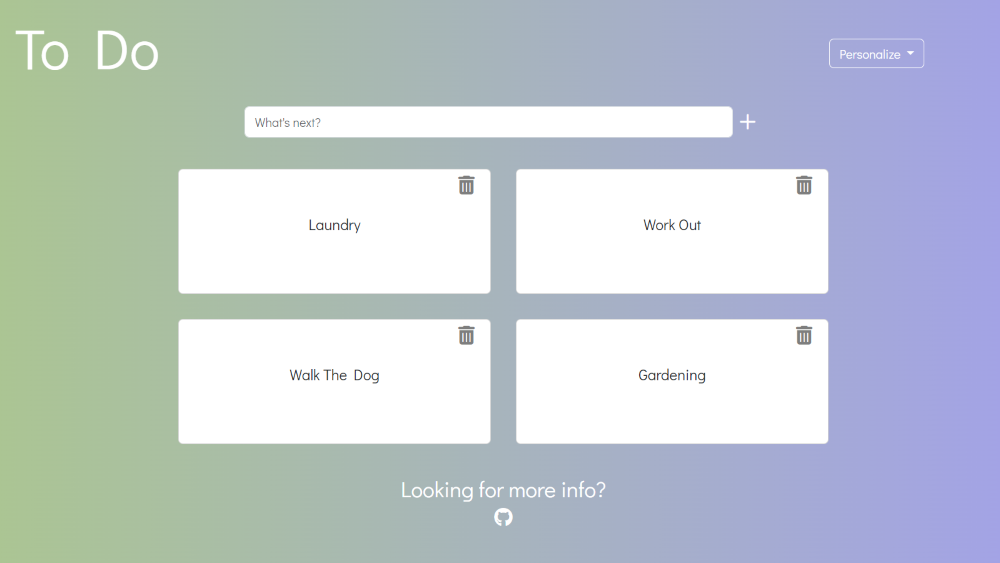 To Do
Personalize
What's next?
Laundry
Work Out
Walk The Dog
Gardening
Looking for more info?